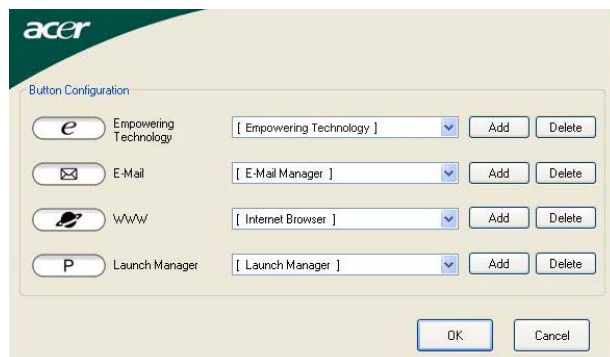 acer
Button Configuration
e Empowering Technology [ Empowering Technology ] Add Delete
E-Mail [ E-Mail Manager ] Add Delete
WWW [ Internet Browser ] Add Delete
P Launch Manager [ Launch Manager ] Add Delete
OK Cancel